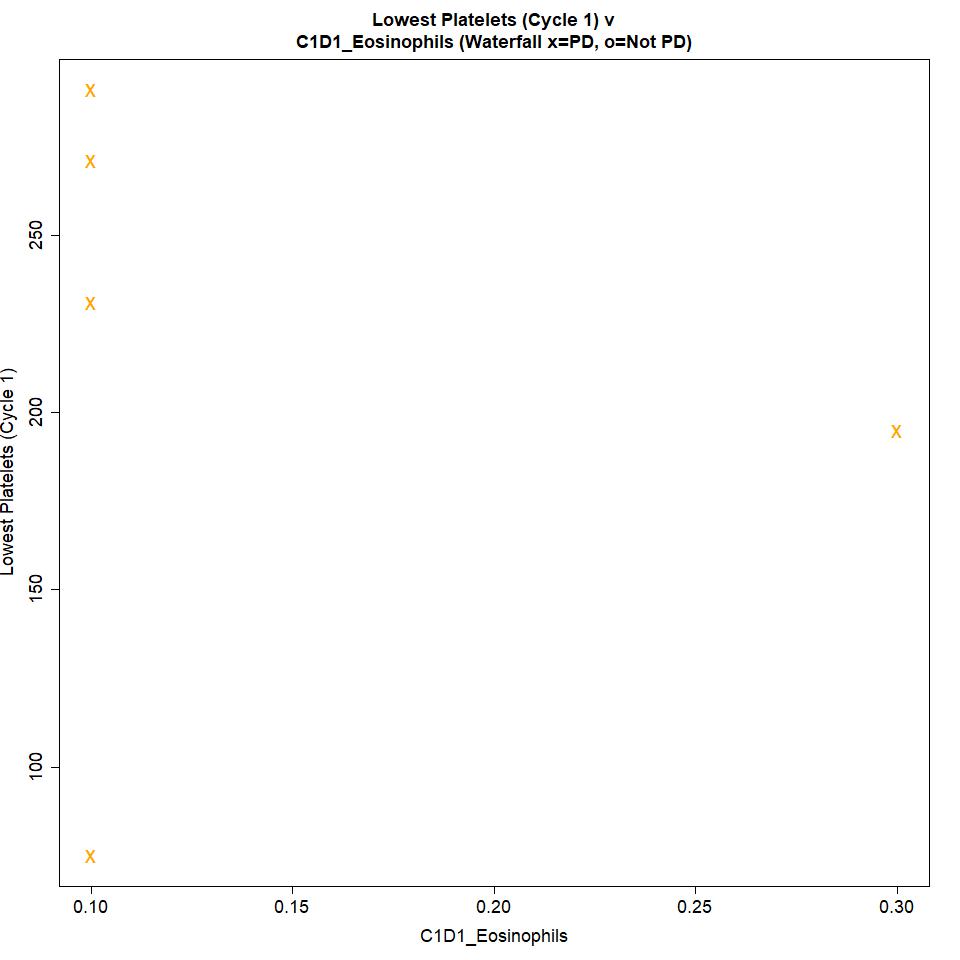 Lowest Platelets (Cycle 1) v
C1D1_Eosinophils (Waterfall x=PD, o=Not PD)
X
X
250
X
Lowest Platelets (Cycle 1)
200
X
150
100
X
0.10
0.15
0.20
0.25
0.30
C1D1_Eosinophils